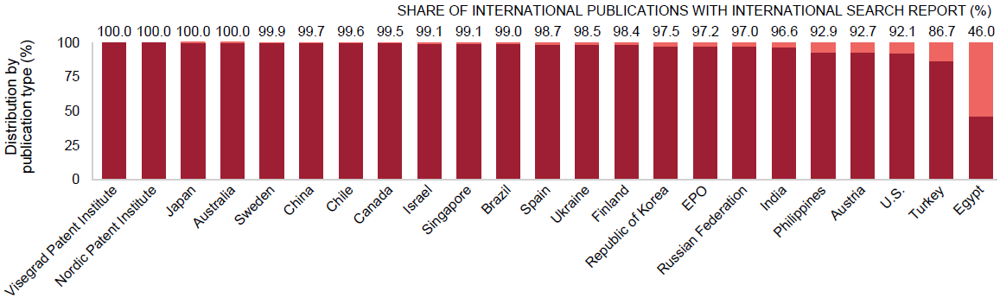 SHARE OF INTERNATIONAL PUBLICATIONS WITH INTERNATIONAL SEARCH REPORT (%)
100.0 100.0 100.0 100.0 99.9 99.7 99.6 99.5 99.1 99.1 99.0 98.7 98.5 98.4 97.5 97.2 97.0 96.6 92.9 92.7 92.1 86.7 46.0
Distribution by
publication type (%)
100
75
50
25
0
Visegrad Patent Institute
Nordic Patent Institute
Japan
Australia
Sweden
China
Chile
Canada
Israel
Singapore
Brazil
Spain
Ukraine
Finland
Republic of Korea
EPO
Russian Federation
India
Philippines
Austria
U.S.
Turkey
Egypt